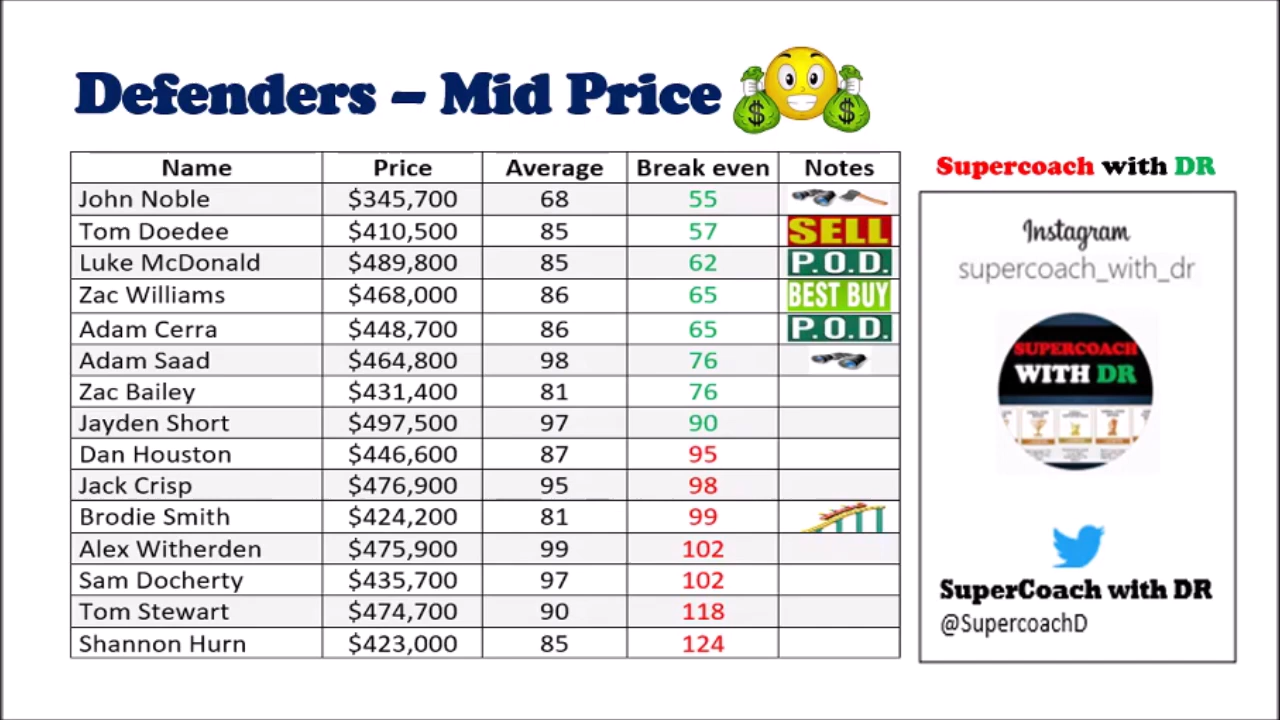 Defenders – Mid Price
$ $
Name Price Average Break even Notes
John Noble $345,700 68 55
Tom Doedee $410,500 85 57 SELL
Luke McDonald $489,800 85 62 P.O.D.
Zac Williams $468,000 86 65 BEST BUY
Adam Cerra $448,700 86 65 P.O.D.
Adam Saad $464,800 98 76
Zac Bailey $431,400 81 76
Jayden Short $497,500 97 90
Dan Houston $446,600 87 95
Jack Crisp $476,900 95 98
Brodie Smith $424,200 81 99
Alex Witherden $475,900 99 102
Sam Docherty $435,700 97 102
Tom Stewart $474,700 90 118
Shannon Hurn $423,000 85 124
Supercoach with DR
Instagram
supercoach_with_dr
SUPERCOACH
WITH DR
SuperCoach with DR
@SupercoachD